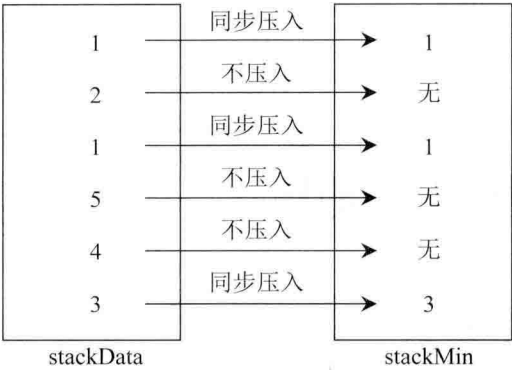 1 同步压入 1
2 不压入 无
1 同步压入 1
5 不压入 无
4 不压入 无
3 同步压入 3
stackData stackMin